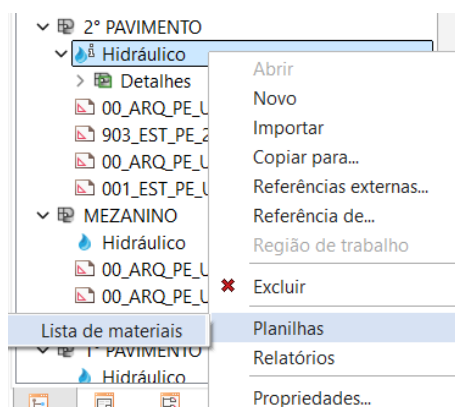 2° PAVIMENTO
Hidráulico
Detalhes
00_ARQ_PE_U
903_EST_PE_2
00_ARQ_PE_U
001_EST_PE_U
MEZANINO
Hidráulico
00_ARQ_PE_U
00_ARQ_PE_U
1° PAVIMENTO
Hidráulico
Abrir
Novo
Importar
Copiar para...
Referências externas...
Referência de...
Região de trabalho
Excluir
Planilhas
Lista de materiais
Relatórios
Propriedades...